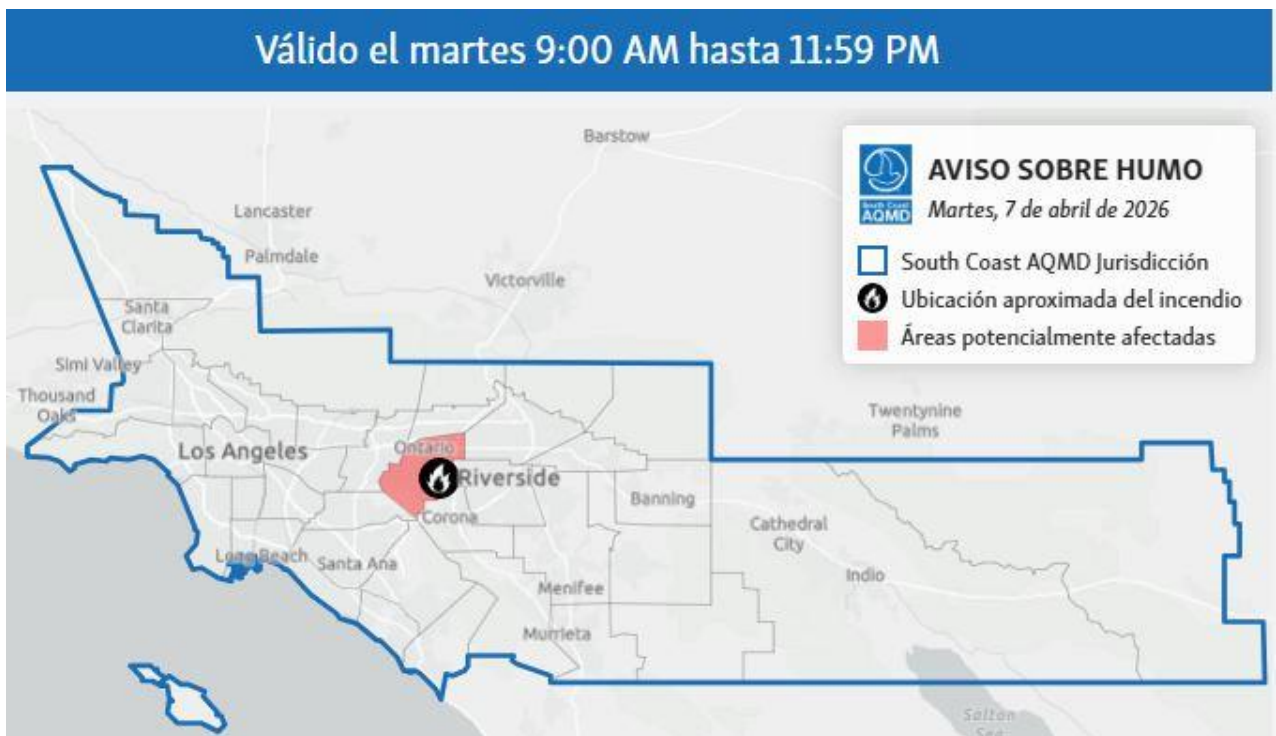 Válido el martes 9:00 AM hasta 11:59 PM
Barstow
South Coast
AQMD
AVISO SOBRE HUMO
Martes, 7 de abril de 2026
South Coast AQMD Jurisdicción
Ubicación aproximada del incendio
Áreas potencialmente afectadas
Lancaster
Palmdale
Victorville
Santa
Clarita
Simi Valley
Thousand
Oaks
Twentynine
Palms
Los Angeles
Ontario
Riverside
Banning
Corona
Cathedral
City
Long Beach
Santa Ana
Indio
Menifee
Murrieta
Salton
Sea